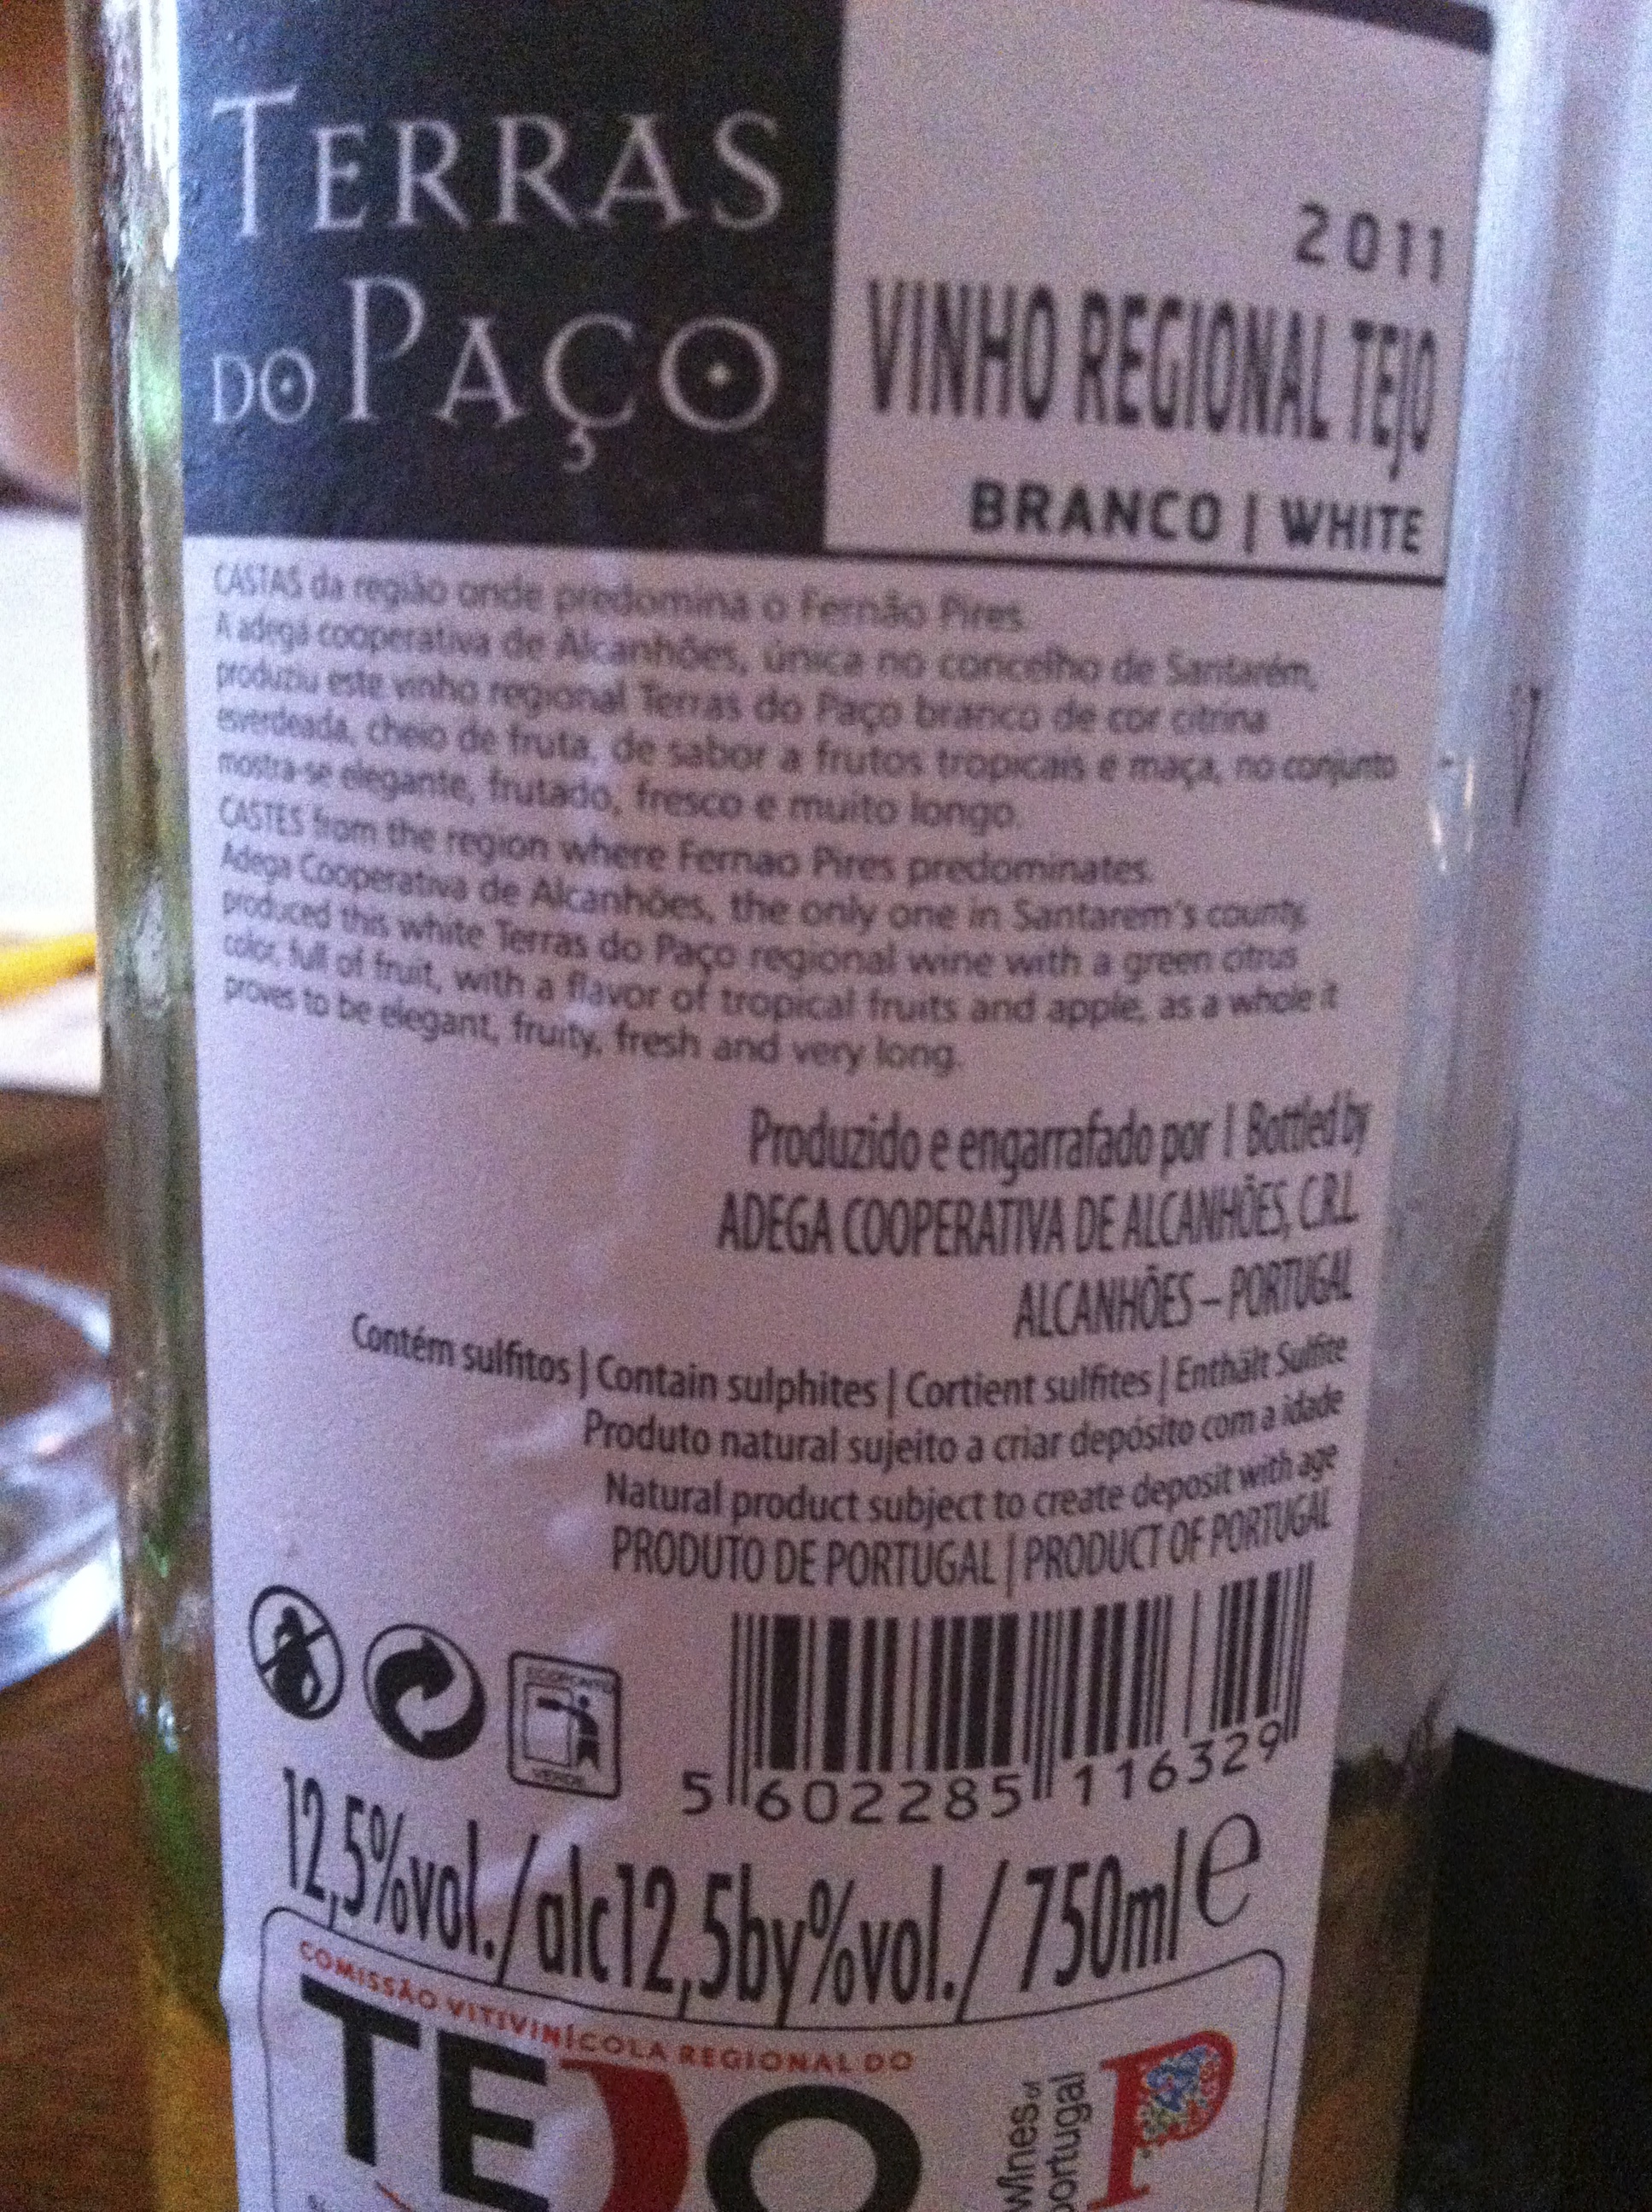 TERRAS
DO PAÇO
2011
VINHO REGIONAL TEJO
BRANCO | WHITE
CASTAS da região onde predomina o Fernão Pires.
A adega cooperativa de Alcanhões, única no concelho de Santarém,
produziu este vinho regional Terras do Paço branco de cor citrina
esverdeada, cheio de fruta, de sabor a frutos tropicais e maça, no conjunto
mostra-se elegante, frutado, fresco e muito longo.
CASTES from the region where Fernao Pires predominates.
Adega Cooperativa de Alcanhões, the only one in Santarem's county,
produced this white Terras do Paço regional wine with a green citrus
color, full of fruit, with a flavor of tropical fruits and apple, as a whole it
proves to be elegant, fruity, fresh and very long.
Produzido e engarrafado por | Bottled by
ADEGA COOPERATIVA DE ALCANHÕES, C.R.L.
ALCANHÕES – PORTUGAL
Contém sulfitos | Contain sulphites | Cortient sulfites | Enthält Sulfite
Produto natural sujeito a criar depósito com a idade
Natural product subject to create deposit with age
PRODUTO DE PORTUGAL | PRODUCT OF PORTUGAL
VERDE
5 602285 116329
12,5%vol./alc12,5by%vol./750ml e
COMISSÃO VITIVINÍCOLA REGIONAL DO
TEJO
wines of
portugal
P